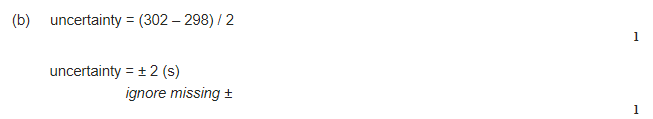 (b) uncertainty = (302 – 298) / 2
1
uncertainty = ± 2 (s)
ignore missing ±
1